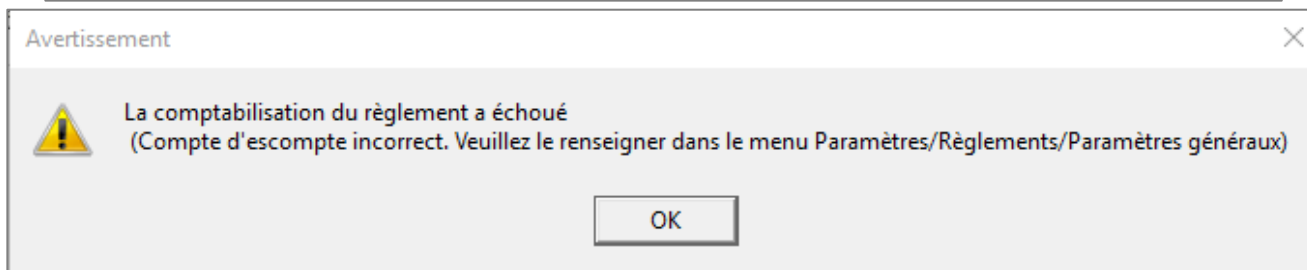 Avertissement
La comptabilisation du règlement a échoué
(Compte d'escompte incorrect. Veuillez le renseigner dans le menu Paramètres/Règlements/Paramètres généraux)
OK